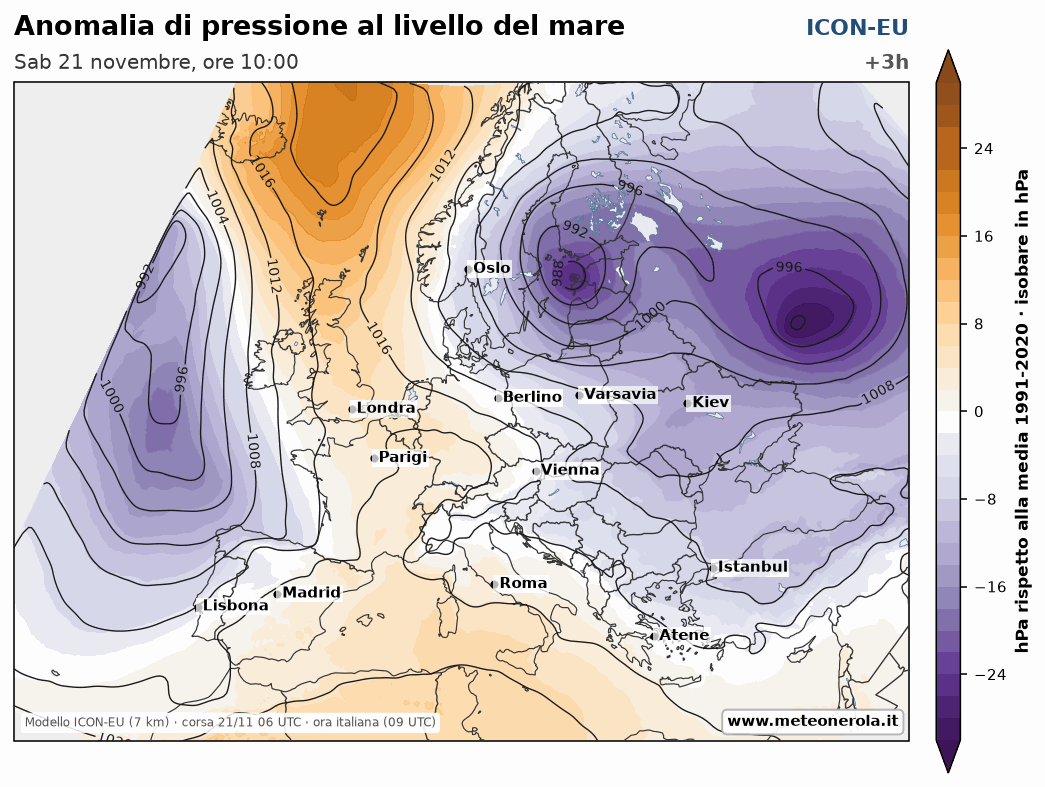 Anomalia di pressione al livello del mare
ICON-EU
Sab 21 novembre, ore 10:00
+3h
1016
1012
996
1004
992
992
Oslo
988
996
1012
1000
1016
996
1000
1008
Londra
Berlino
Varsavia
Kiev
1008
Parigi
Vienna
Istanbul
Roma
Madrid
Lisbona
Atene
Modello ICON-EU (7 km) · corsa 21/11 06 UTC · ora italiana (09 UTC)
www.meteonerola.it
24
16
8
0
−8
−16
−24
hPa rispetto alla media 1991-2020 · isobare in hPa